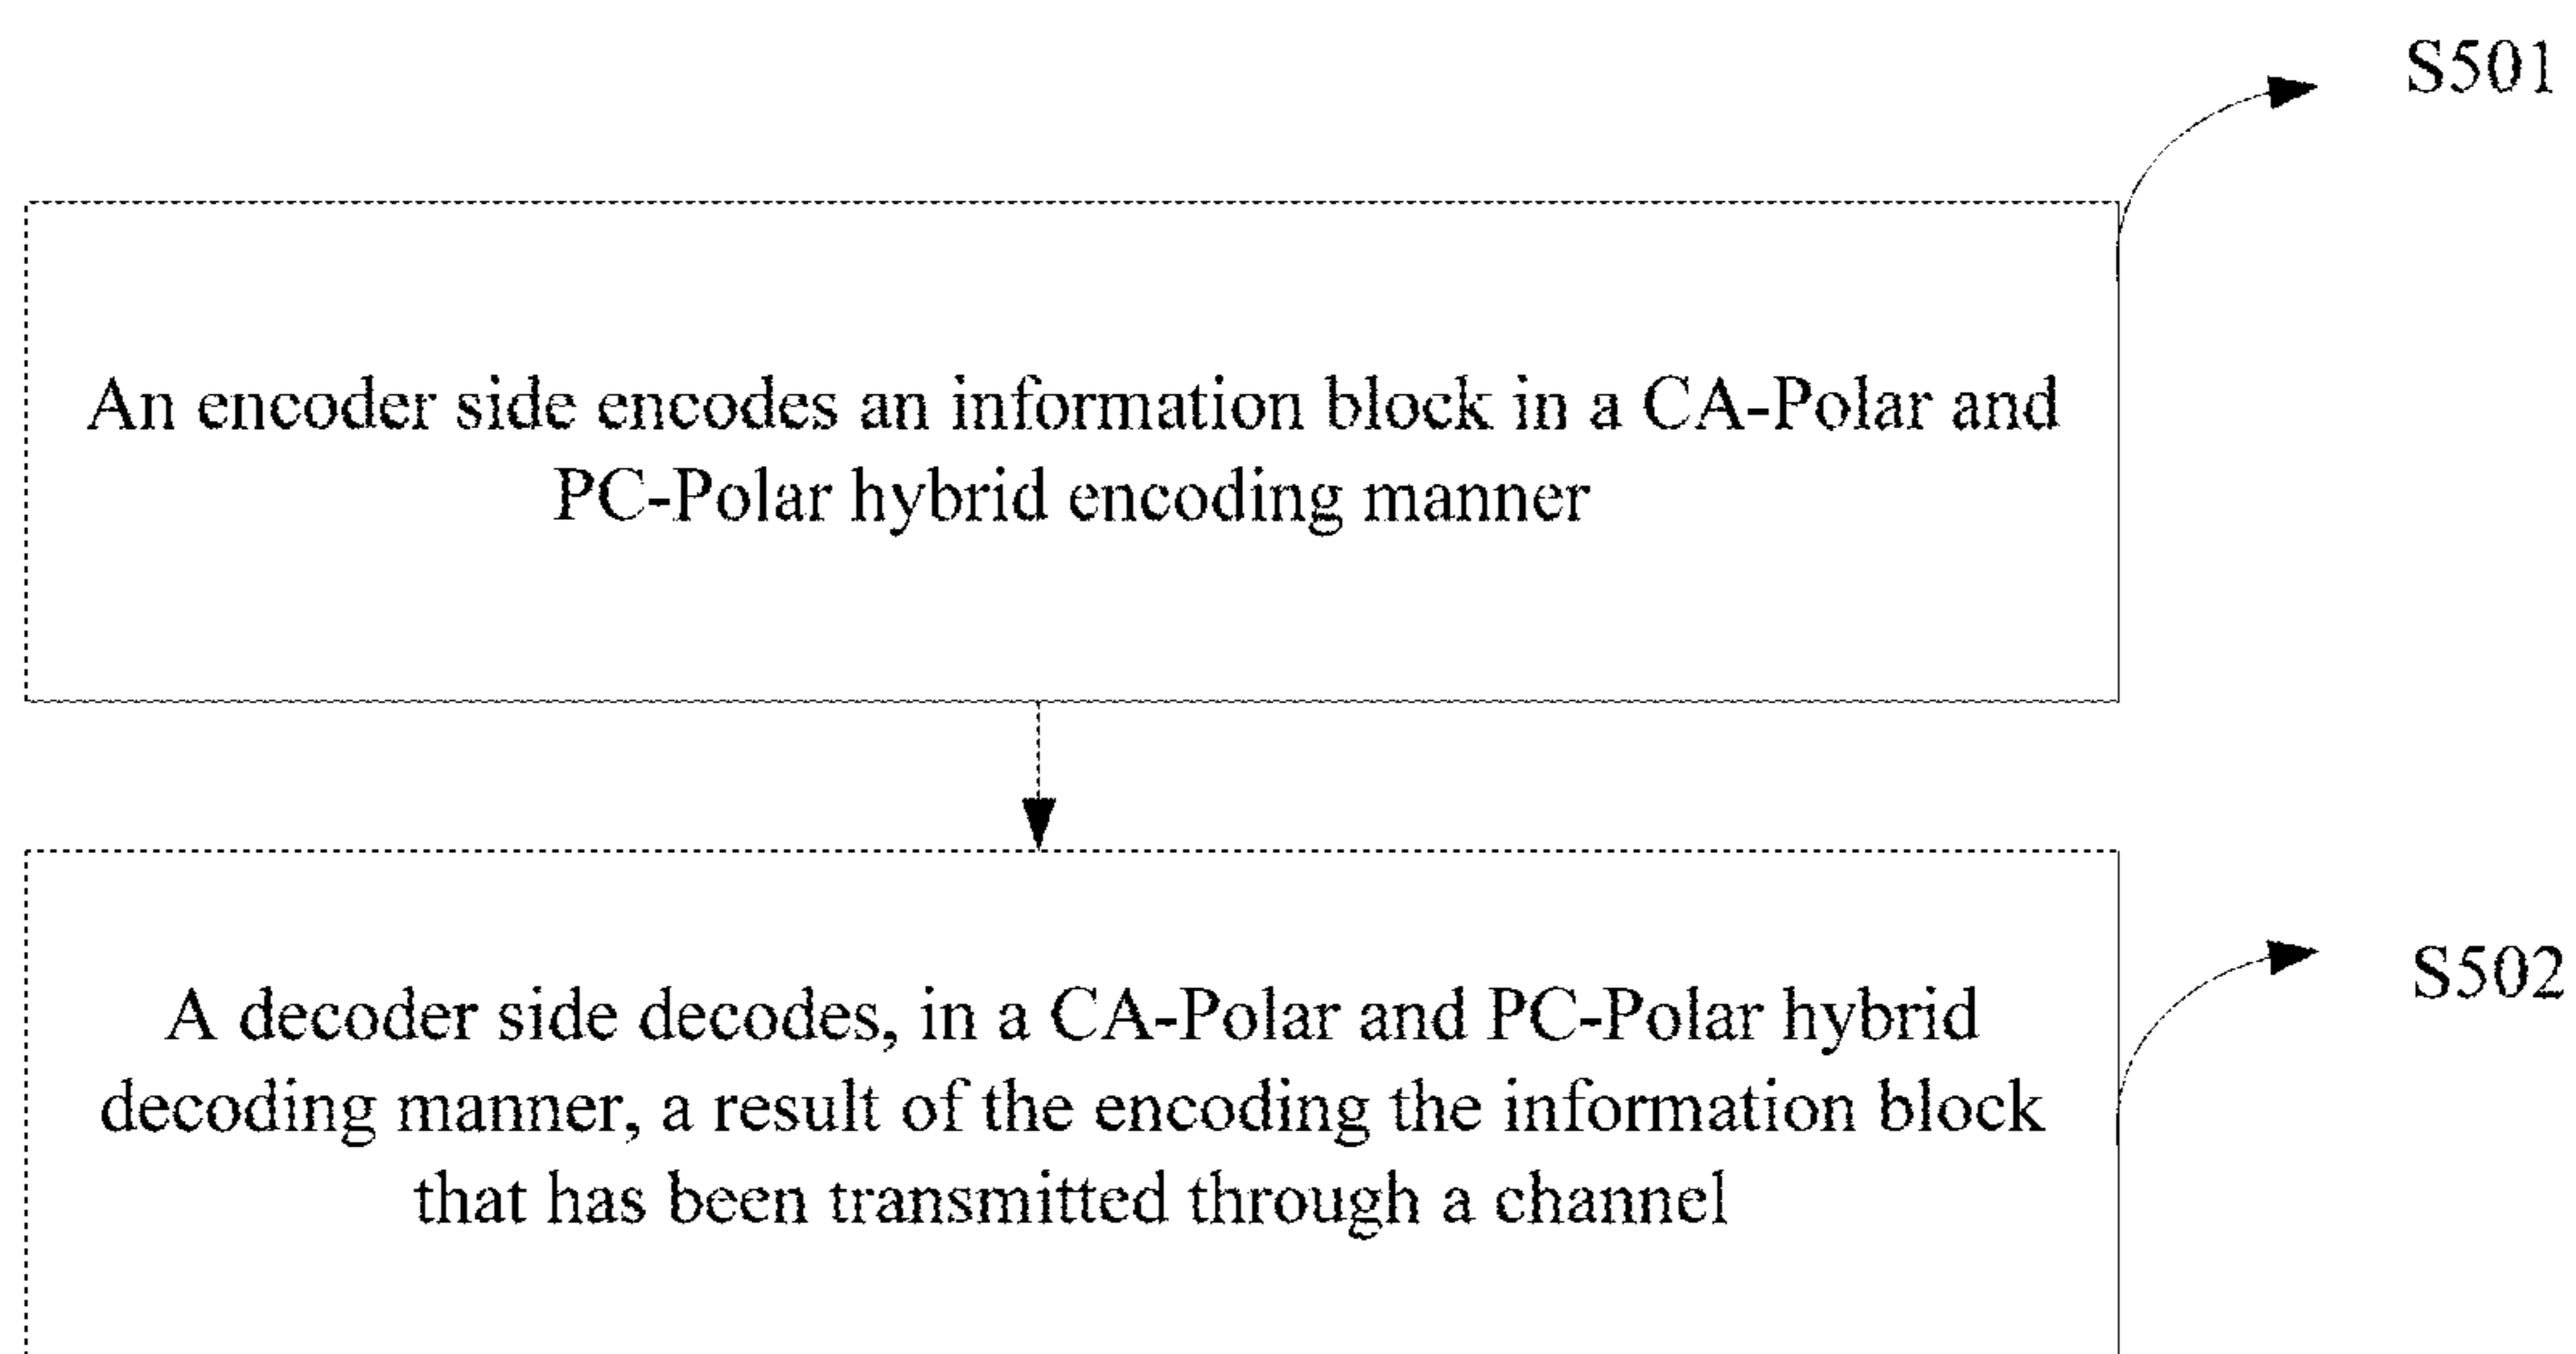 S501
An encoder side encodes an information block in a CA-Polar and
PC-Polar hybrid encoding manner
S502
A decoder side decodes, in a CA-Polar and PC-Polar hybrid
decoding manner, a result of the encoding the information block
that has been transmitted through a channel